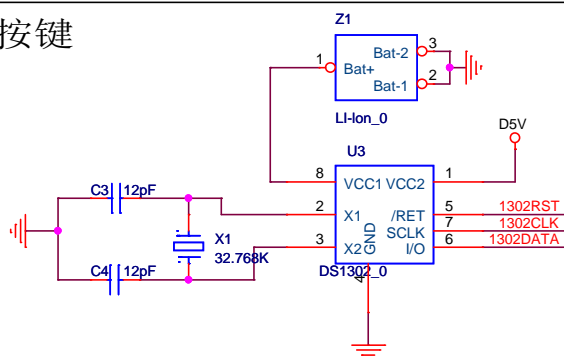 按键
Z1
1
Bat+
Bat-2
3
Bat-1
2
LI-Ion_0
D5V
U3
8
VCC1
VCC2
1
C3
12pF
2
X1
/RET
5
1302RST
SCLK
7
1302CLK
X1
32.768K
3
X2
GND
I/O
6
1302DATA
C4
12pF
DS1302_0
4